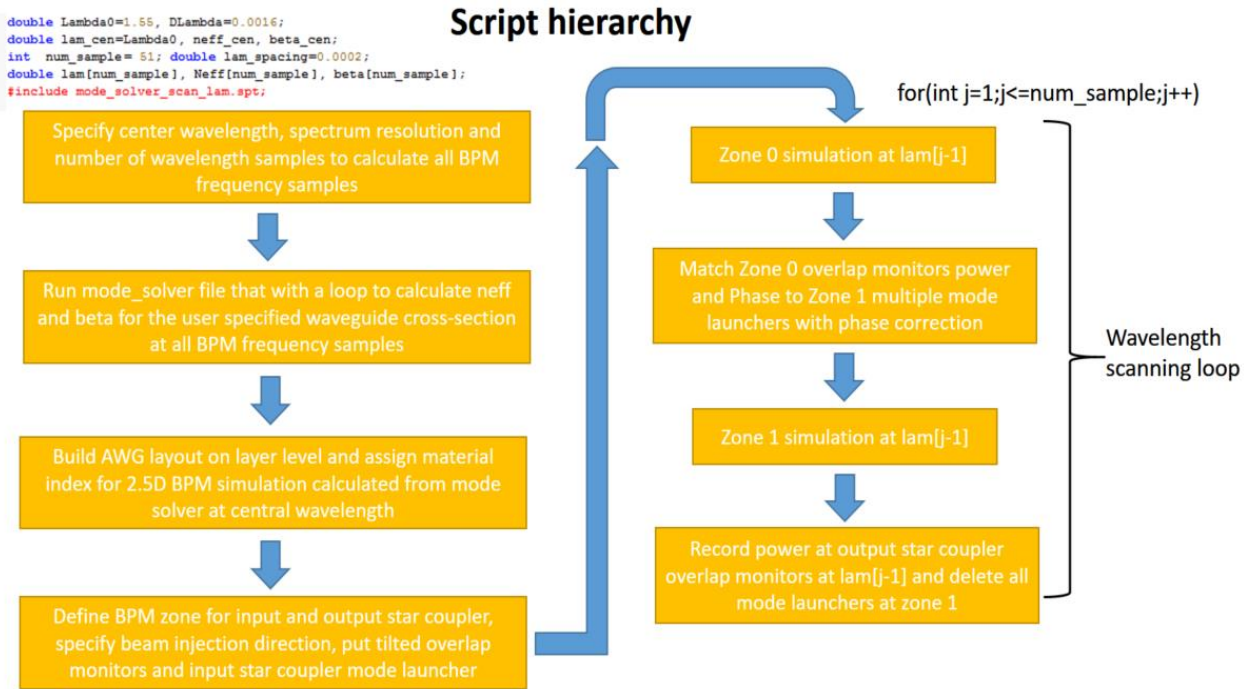 Script hierarchy
double Lambda0=1.55, DLambda=0.0016;
double lam_cen=Lambda0, neff_cen, beta_cen;
int  num_sample= 51; double lam_spacing=0.0002;
double lam[num_sample], Neff[num_sample], beta[num_sample];
#include mode_solver_scan_lam.spt;
Specify center wavelength, spectrum resolution and
number of wavelength samples to calculate all BPM
frequency samples
Run mode_solver file that with a loop to calculate neff
and beta for the user specified waveguide cross-section
at all BPM frequency samples
Build AWG layout on layer level and assign material
index for 2.5D BPM simulation calculated from mode
solver at central wavelength
Define BPM zone for input and output star coupler,
specify beam injection direction, put tilted overlap
monitors and input star coupler mode launcher
for(int j=1;j<=num_sample;j++)
Zone 0 simulation at lam[j-1]
Match Zone 0 overlap monitors power
and Phase to Zone 1 multiple mode
launchers with phase correction
Zone 1 simulation at lam[j-1]
Record power at output star coupler
overlap monitors at lam[j-1] and delete all
mode launchers at zone 1
Wavelength
scanning loop